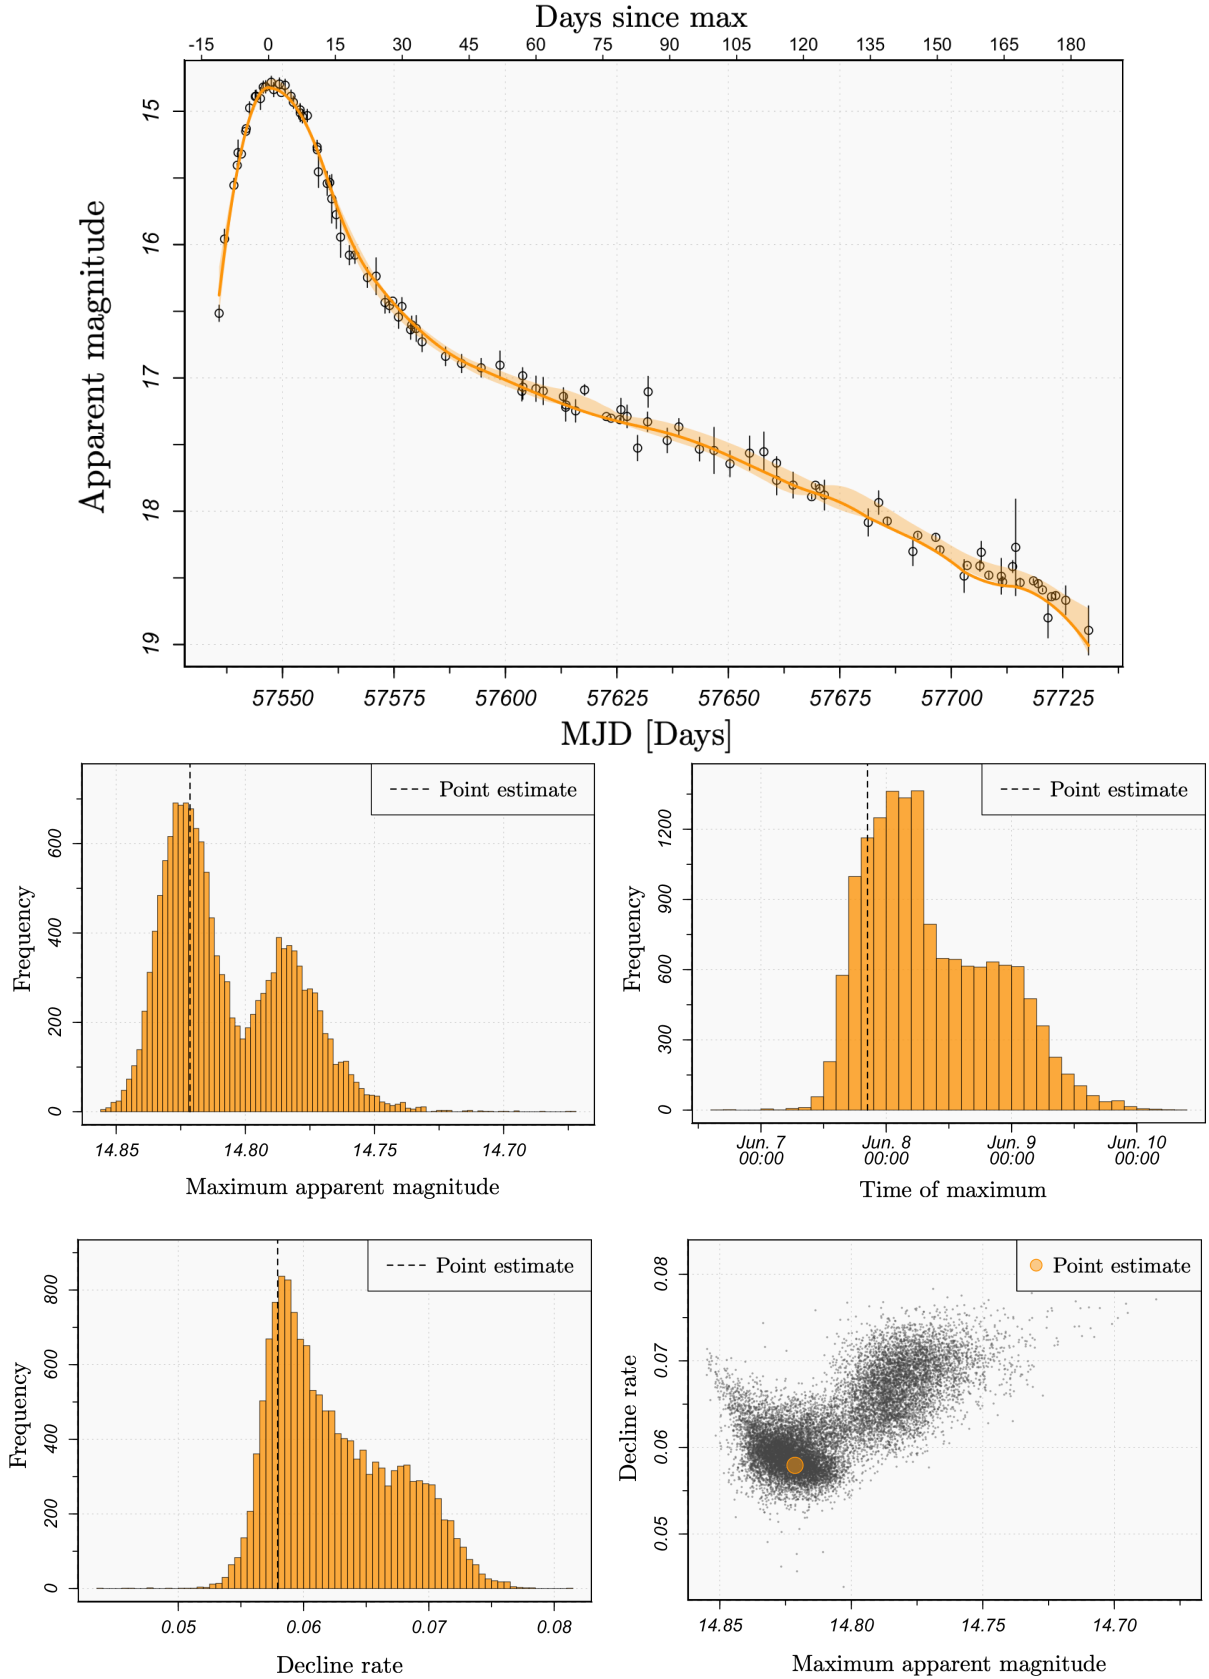 Days since max
-15 0 15 30 45 60 75 90 105 120 135 150 165 180
Apparent magnitude
15
16
17
18
19
57550 57575 57600 57625 57650 57675 57700 57725
MJD [Days]
Point estimate
Frequency
600
400
200
0
14.85 14.80 14.75 14.70
Maximum apparent magnitude
Point estimate
Frequency
1200
900
600
300
0
Jun. 7 Jun. 8 Jun. 9 Jun. 10
00:00 00:00 00:00 00:00
Time of maximum
Point estimate
Frequency
800
600
400
200
0
0.05 0.06 0.07 0.08
Decline rate
Point estimate
Decline rate
0.08
0.07
0.06
0.05
14.85 14.80 14.75 14.70
Maximum apparent magnitude